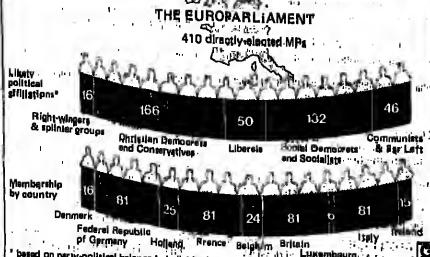 THE EUROPARLIAMENT
410 directly-elected MPs
Likely
political
affiliations*
16 166 50 132 46
Right-wingers
& splinter groups
Christian Democrats
and Conservatives
Liberals
Social Democrats
and Socialists
Communists
& Far Left
Membership
by country
16 81 25 81 24 81 6 81 15
Denmark
Federal Republic
of Germany
Holland
France
Belgium
Britain
Luxembourg
Italy
Ireland
* based on party-political